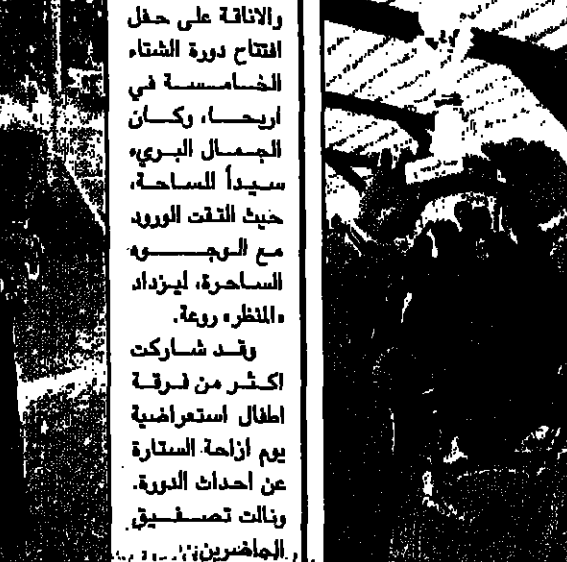 والاناقة على حفل
افتتاح دورة الشتاء
الخامسة في
اريحا، وكان
الجمال البريء
سيداً للساحة،
حيث التقت الورود
مع الوجوه
الساحرة، ليزداد
«المنظر» روعة.
وقد شاركت
اكثر من فرقة
اطفال استعراضية
يوم ازاحة الستارة
عن احداث الدورة.
ونالت تصفيق
الحاضرين